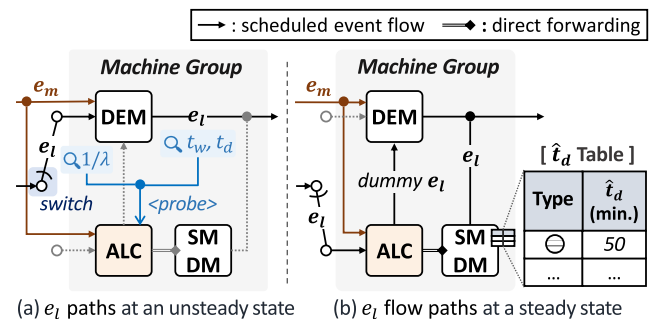 : scheduled event flow
: direct forwarding
Machine Group
Machine Group
e_m
DEM
e_l
e_l
1/λ
t_w, t_d
switch
<probe>
ALC
SM
DM
e_m
DEM
e_l
dummy e_l
e_l
ALC
SM
DM
[ t̂_d Table ]
Type
t̂_d
(min.)
50
...
...
(a) e_l paths at an unsteady state
(b) e_l flow paths at a steady state